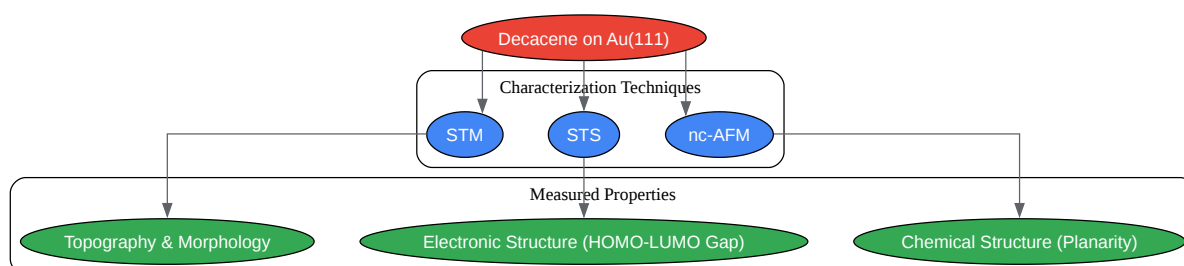 Decacene on Au(111)
Characterization Techniques
STM
STS
nc-AFM
Measured Properties
Topography & Morphology
Electronic Structure (HOMO-LUMO Gap)
Chemical Structure (Planarity)